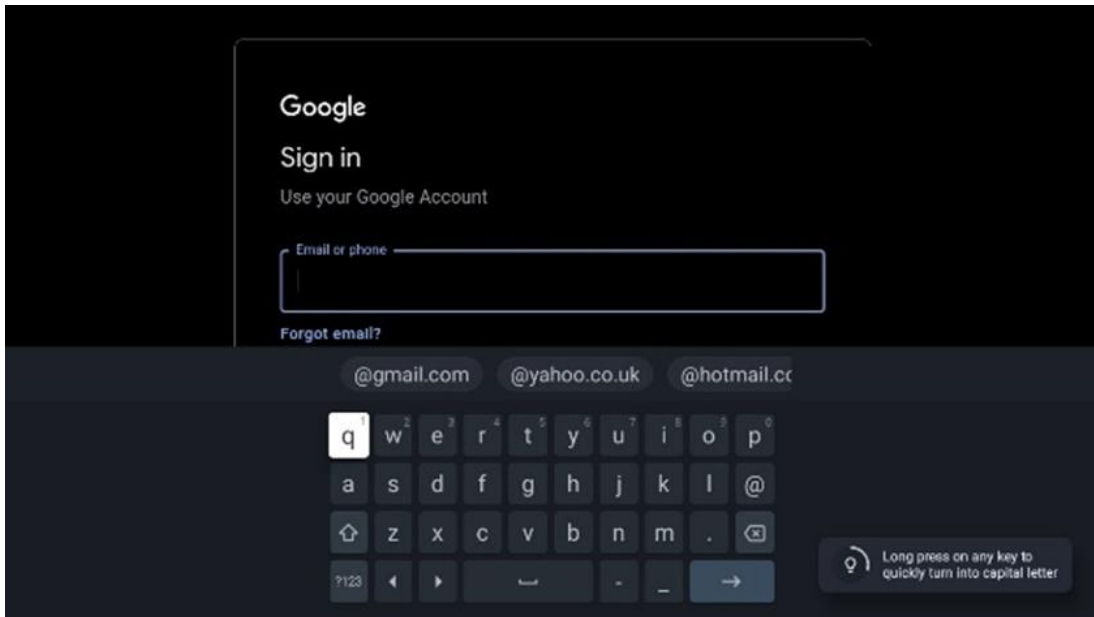 Google
Sign in
Use your Google Account
Email or phone
Forgot email?
@gmail.com @yahoo.co.uk @hotmail.cc
q 1 w 2 e 3 r 4 t 5 y 6 u 7 i 8 o 9 p 0
a s d f g h j k l @
z x c v b n m .
?123 - _
Long press on any key to
quickly turn into capital letter